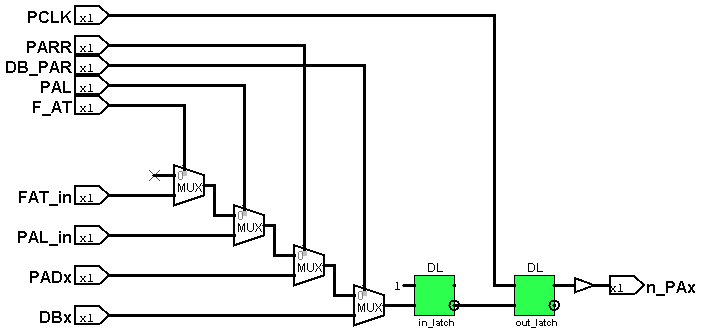 PCLK x1
PARR x1
DB_PAR x1
PAL x1
F_AT x1
0 MUX
FAT_in x1
0 MUX
PAL_in x1
0 MUX
PADx x1
DL DL
1
x1 n_PAx
0 MUX
DBx x1
in_latch out_latch